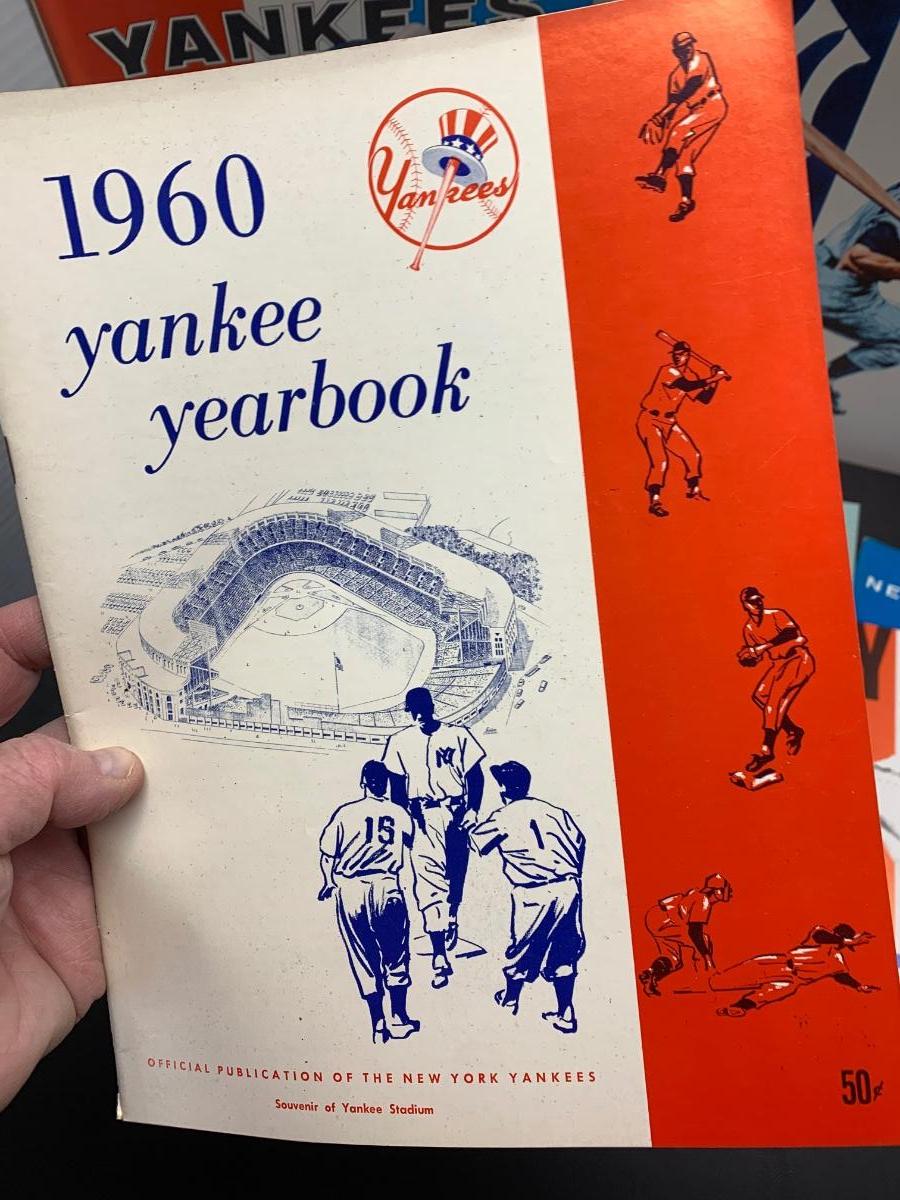 YANKEES
1960
Yankees
yankee
yearbook
NY
15
1
OFFICIAL PUBLICATION OF THE NEW YORK YANKEES
Souvenir of Yankee Stadium
50¢